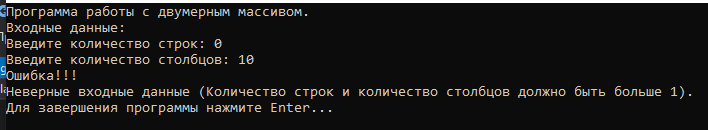 Программа работы с двумерным массивом.
Входные данные:
Введите количество строк: 0
Введите количество столбцов: 10
Ошибка!!!
Неверные входные данные (Количество строк и количество столбцов должно быть больше 1).
Для завершения программы нажмите Enter...